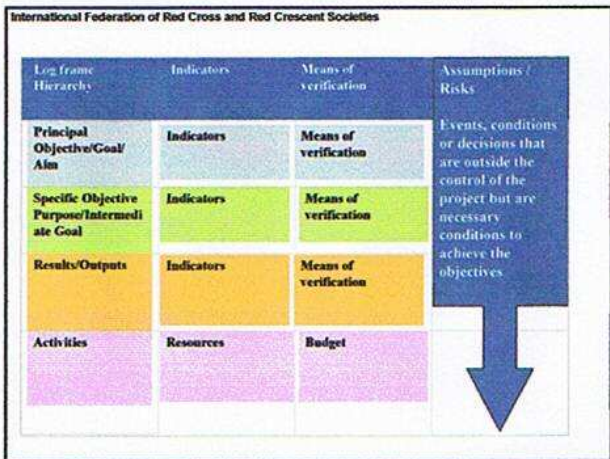 International Federation of Red Cross and Red Crescent Societies
Log frame
Hierarchy
Indicators
Means of
verification
Assumptions /
Risks
Events, conditions
or decisions that
are outside the
control of the
project but are
necessary
conditions to
achieve the
objectives
Principal
Objective/Goal/
Aim
Indicators
Means of
verification
Specific Objective
Purpose/Intermedi
ate Goal
Indicators
Means of
verification
Results/Outputs
Indicators
Means of
verification
Activities
Resources
Budget